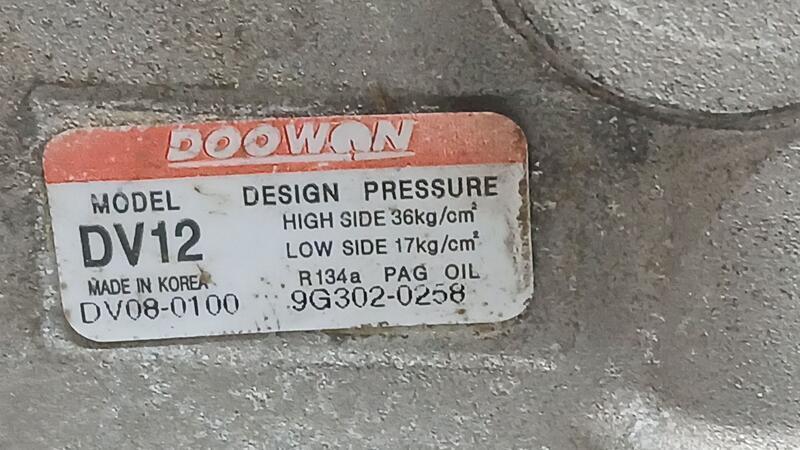 DOOWON
MODEL
DV12
MADE IN KOREA
DV08-0100
DESIGN PRESSURE
HIGH SIDE 36kg/cm²
LOW SIDE 17kg/cm²
R134a PAG OIL
9G302-0258